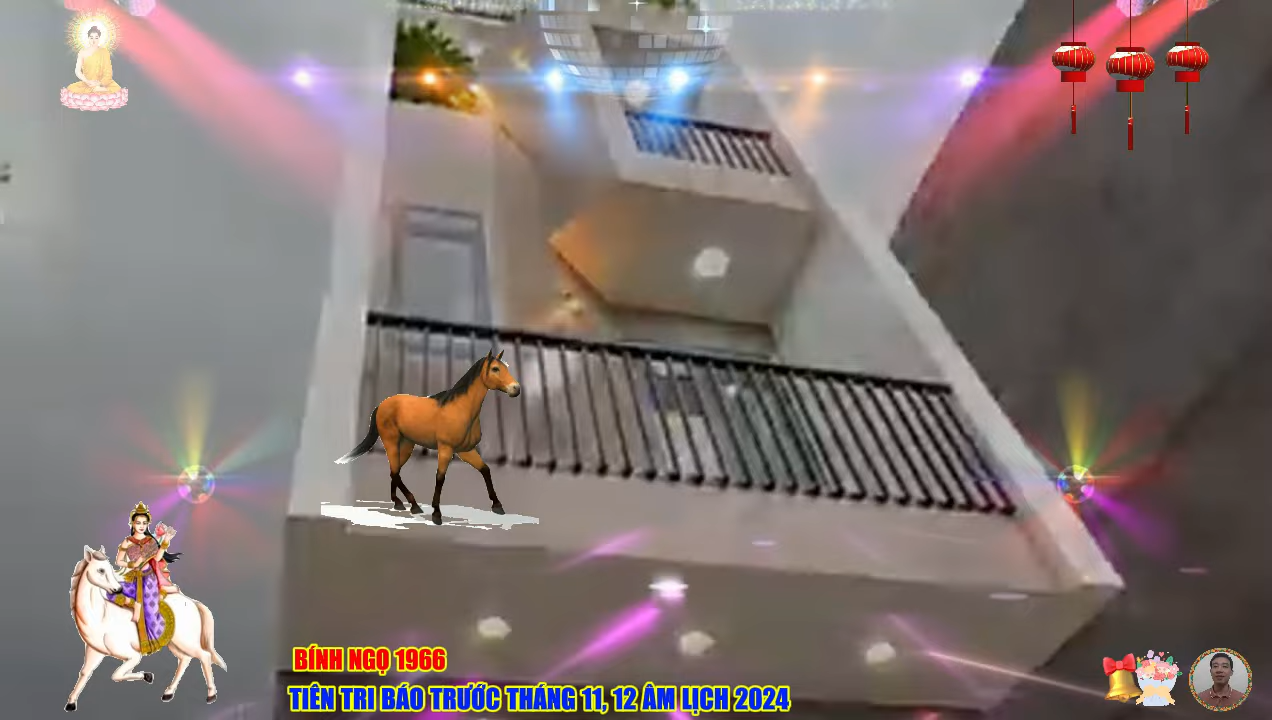 BÍNH NGỌ 1966
TIÊN TRI BÁO TRƯỚC THÁNG 11, 12 ÂM LỊCH 2024